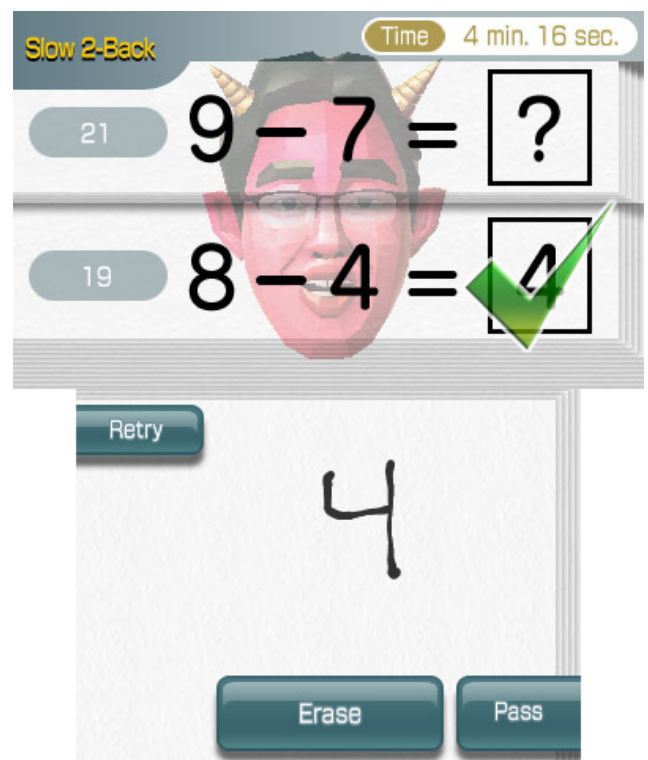 Slow 2-Back
Time 4 min. 16 sec.
21 9 − 7 = ?
19 8 − 4 = 4
Retry
4
Erase
Pass